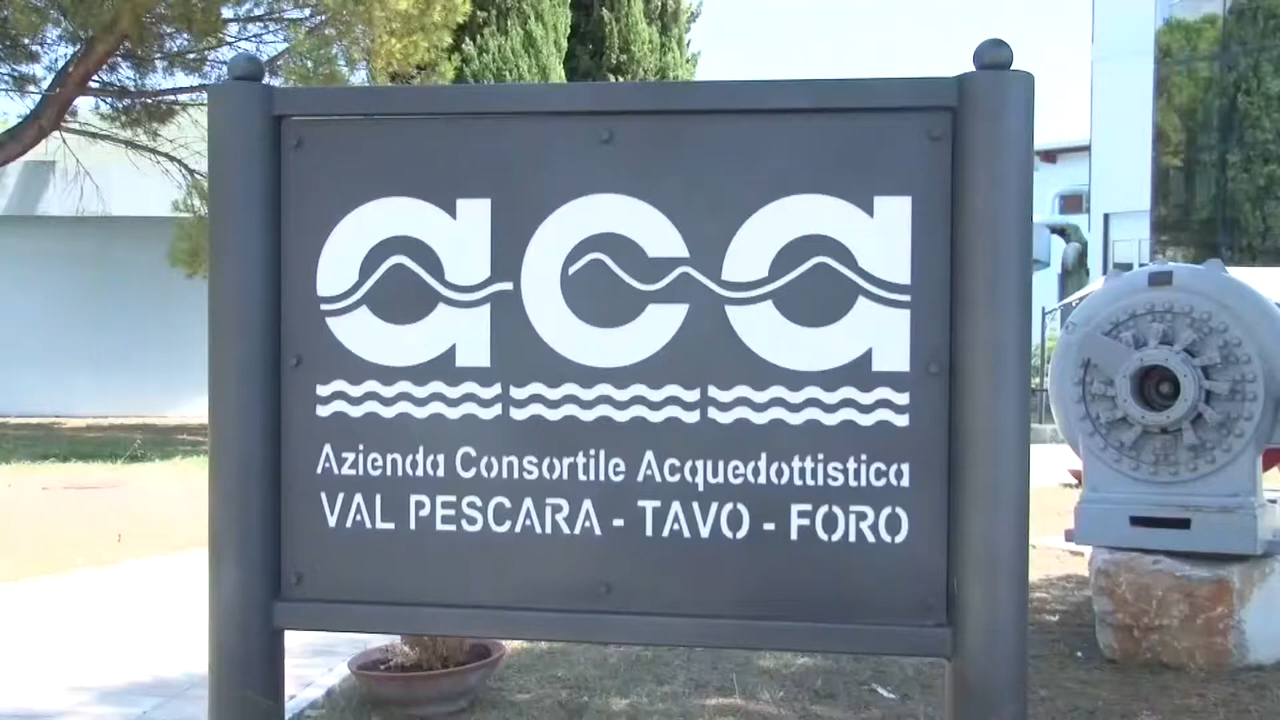 aca
Azienda Consortile Acquedottistica
VAL PESCARA - TAVO - FORO